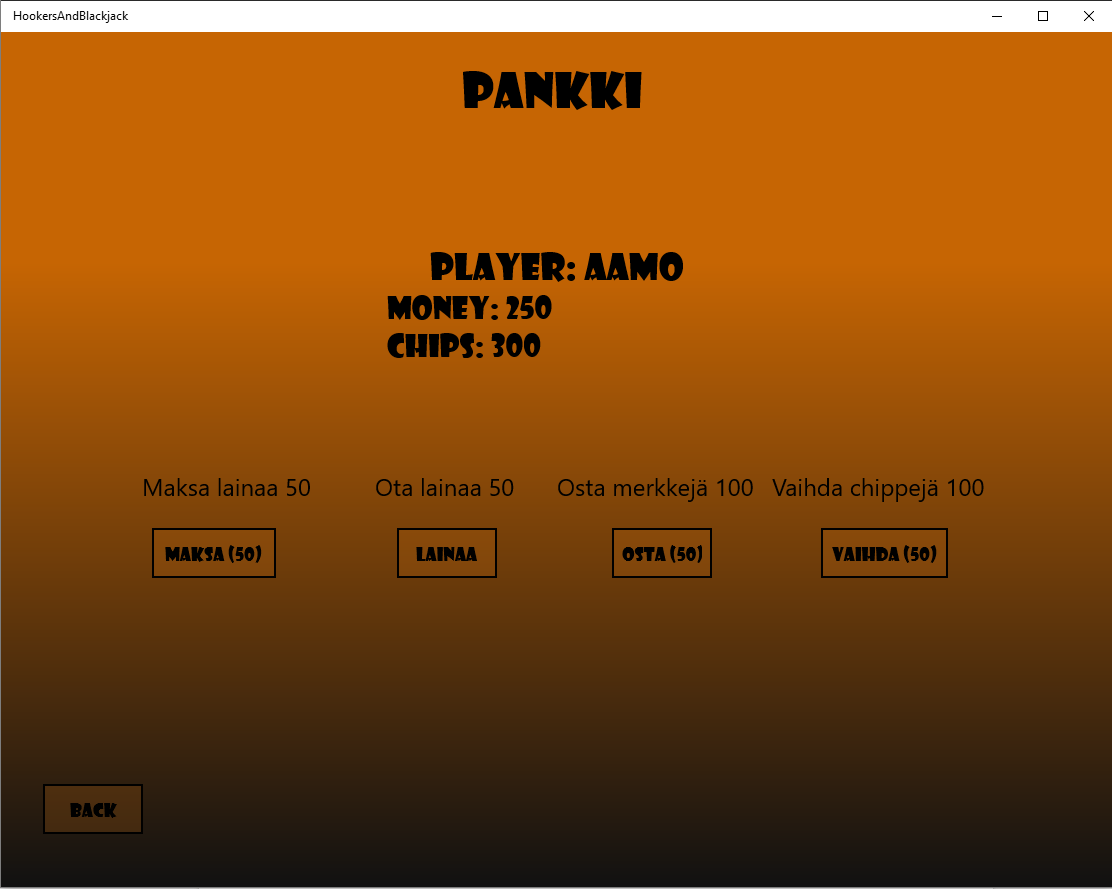 HookersAndBlackjack
PANKKI
PLAYER: AAMO
MONEY: 250
CHIPS: 300
Maksa lainaa 50 Ota lainaa 50 Osta merkkejä 100 Vaihda chippejä 100
MAKSA (50) LAINAA OSTA (50) VAIHDA (50)
BACK